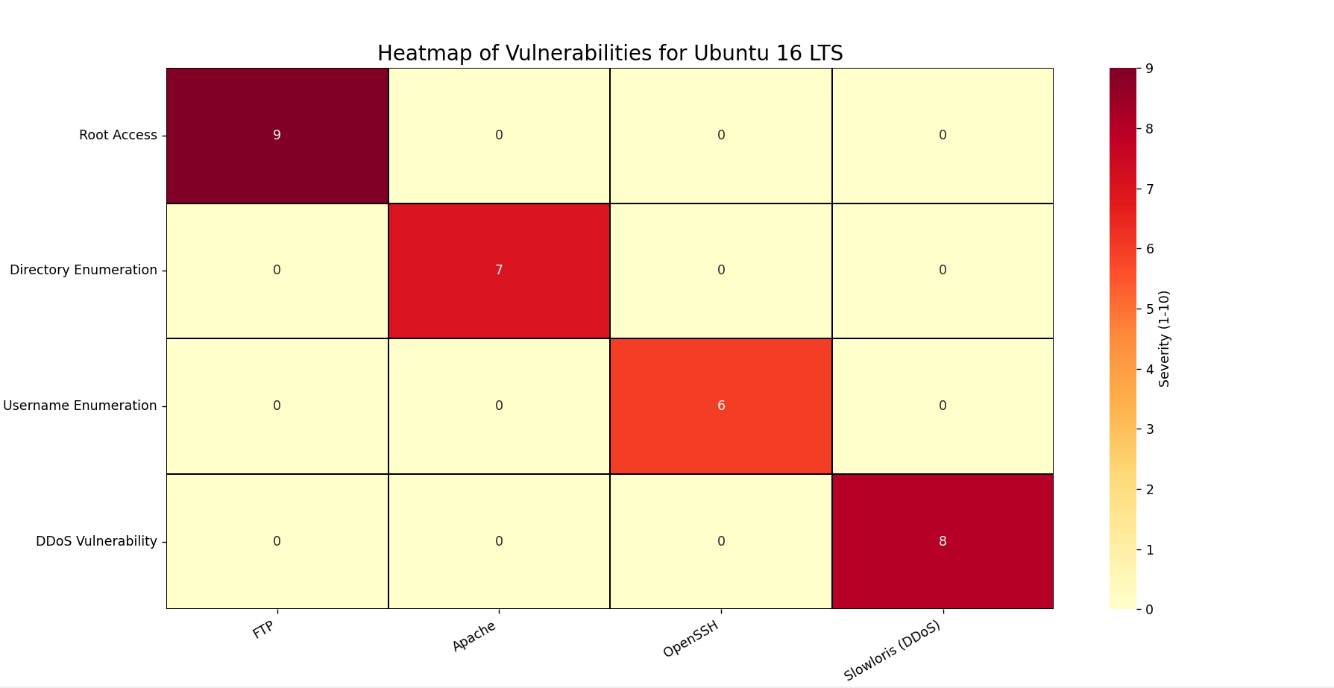 Heatmap of Vulnerabilities for Ubuntu 16 LTS
Root Access
9 0 0 0
Directory Enumeration
0 7 0 0
Username Enumeration
0 0 6 0
DDoS Vulnerability
0 0 0 8
FTP
Apache
OpenSSH
Slowloris (DDoS)
9
8
7
6
5
4
3
2
1
0
Severity (1-10)